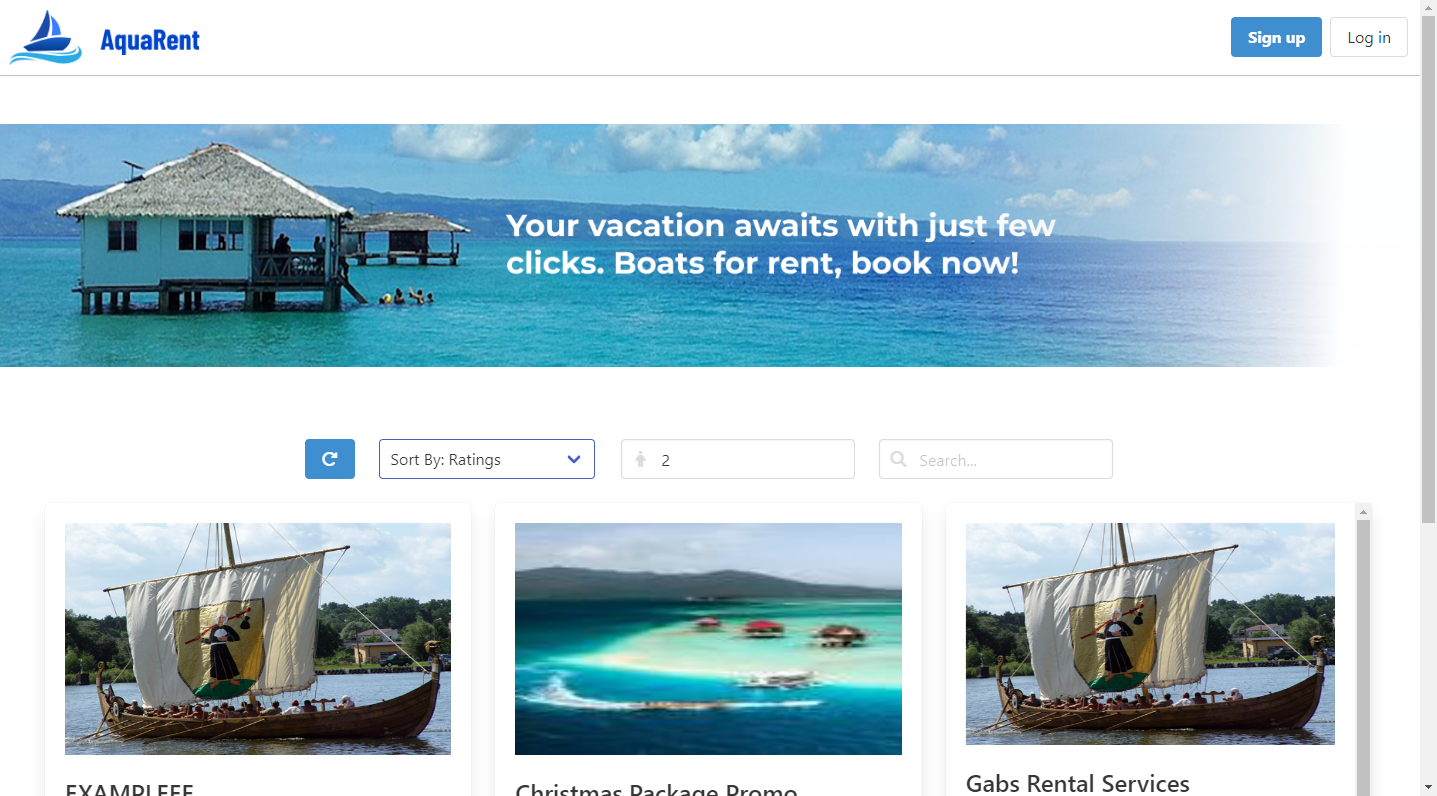 AquaRent
Sign up
Log in
Your vacation awaits with just few
clicks. Boats for rent, book now!
Sort By: Ratings
2
Search...
EXAMPLEEE
Christmas Package Promo
Gabs Rental Services